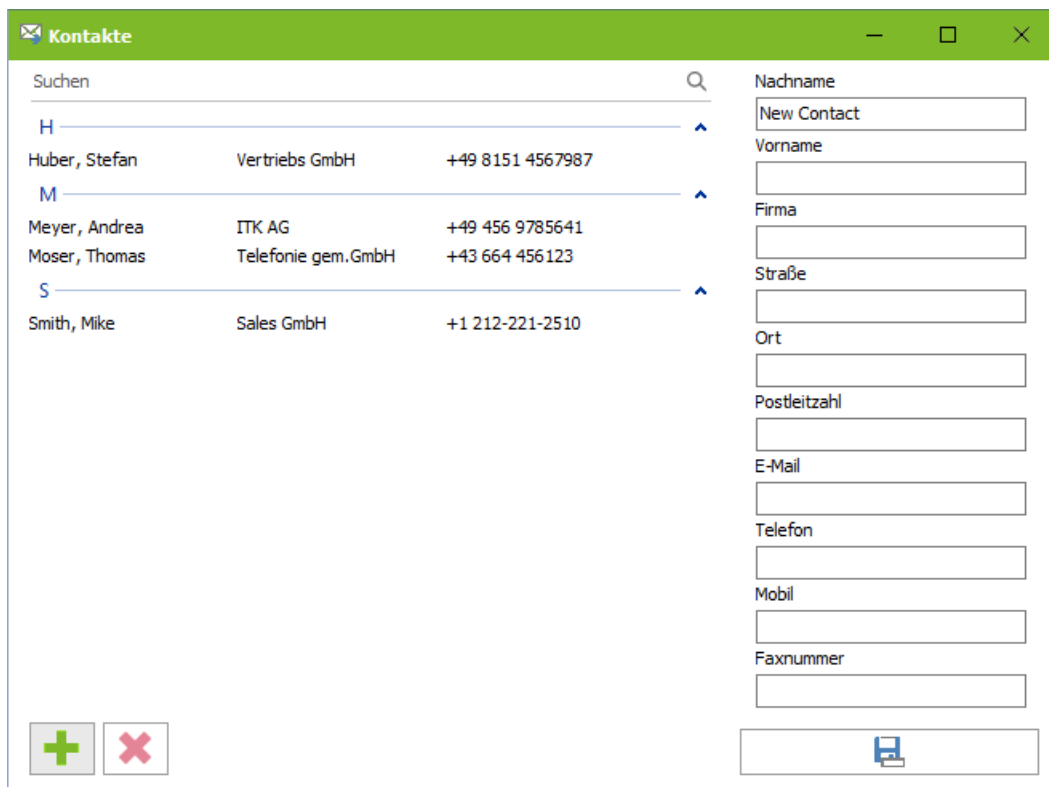 Kontakte
Suchen
H
Huber, Stefan Vertriebs GmbH +49 8151 4567987
M
Meyer, Andrea ITK AG +49 456 9785641
Moser, Thomas Telefonie gem.GmbH +43 664 456123
S
Smith, Mike Sales GmbH +1 212-221-2510
Nachname
New Contact
Vorname
Firma
Straße
Ort
Postleitzahl
E-Mail
Telefon
Mobil
Faxnummer